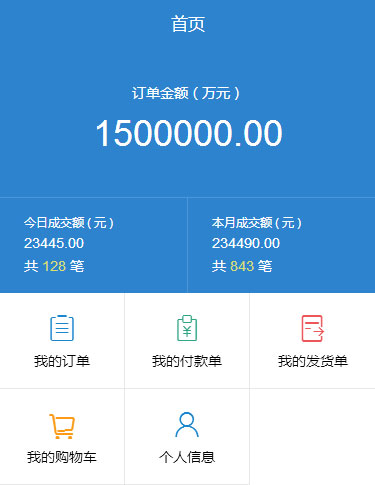 首页
订单金额 ( 万元 )
1500000.00
今日成交额 ( 元 )
本月成交额 ( 元 )
23445.00
234490.00
共 128 笔
共 843 笔
我的订单
我的付款单
我的发货单
我的购物车
个人信息